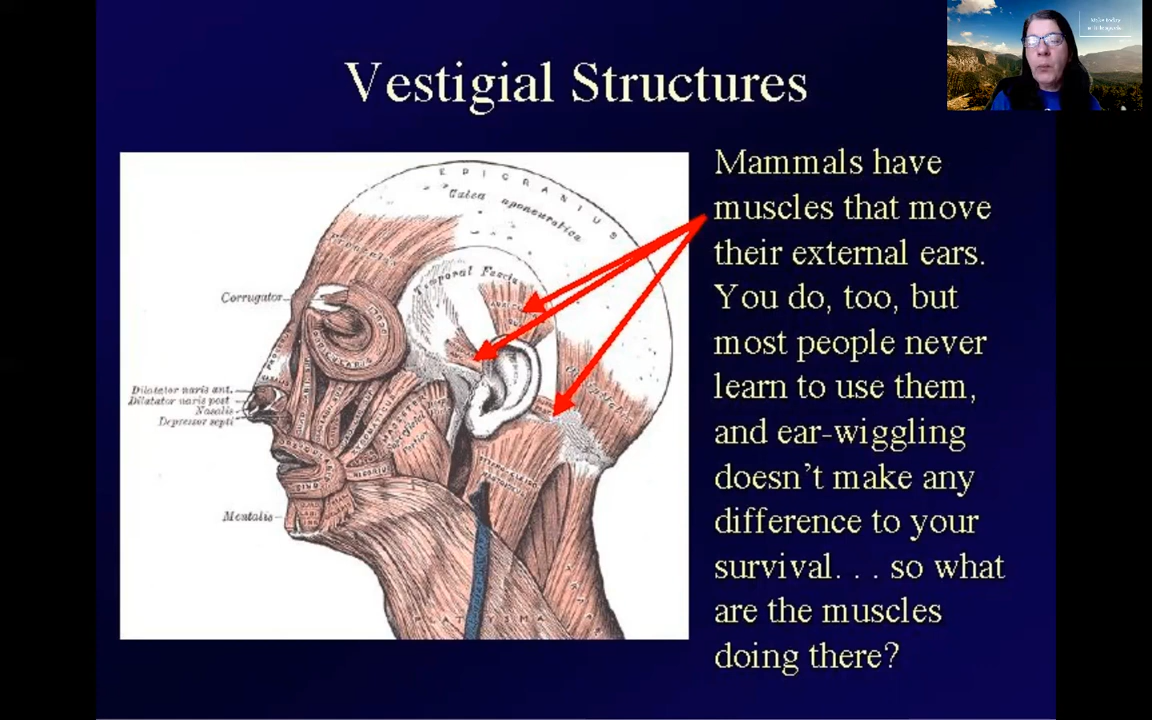 Vestigial Structures
Mammals have
muscles that move
their external ears.
You do, too, but
most people never
learn to use them,
and ear-wiggling
doesn't make any
difference to your
survival. . . so what
are the muscles
doing there?
EPICRANIUS
Galea aponeurotica
FRONTALIS
Temporal Fascia
Corrugator
Dilatator naris ant.
Dilatator naris post
Nasalis
Depressor septi
Mentalis
PLATYSMA